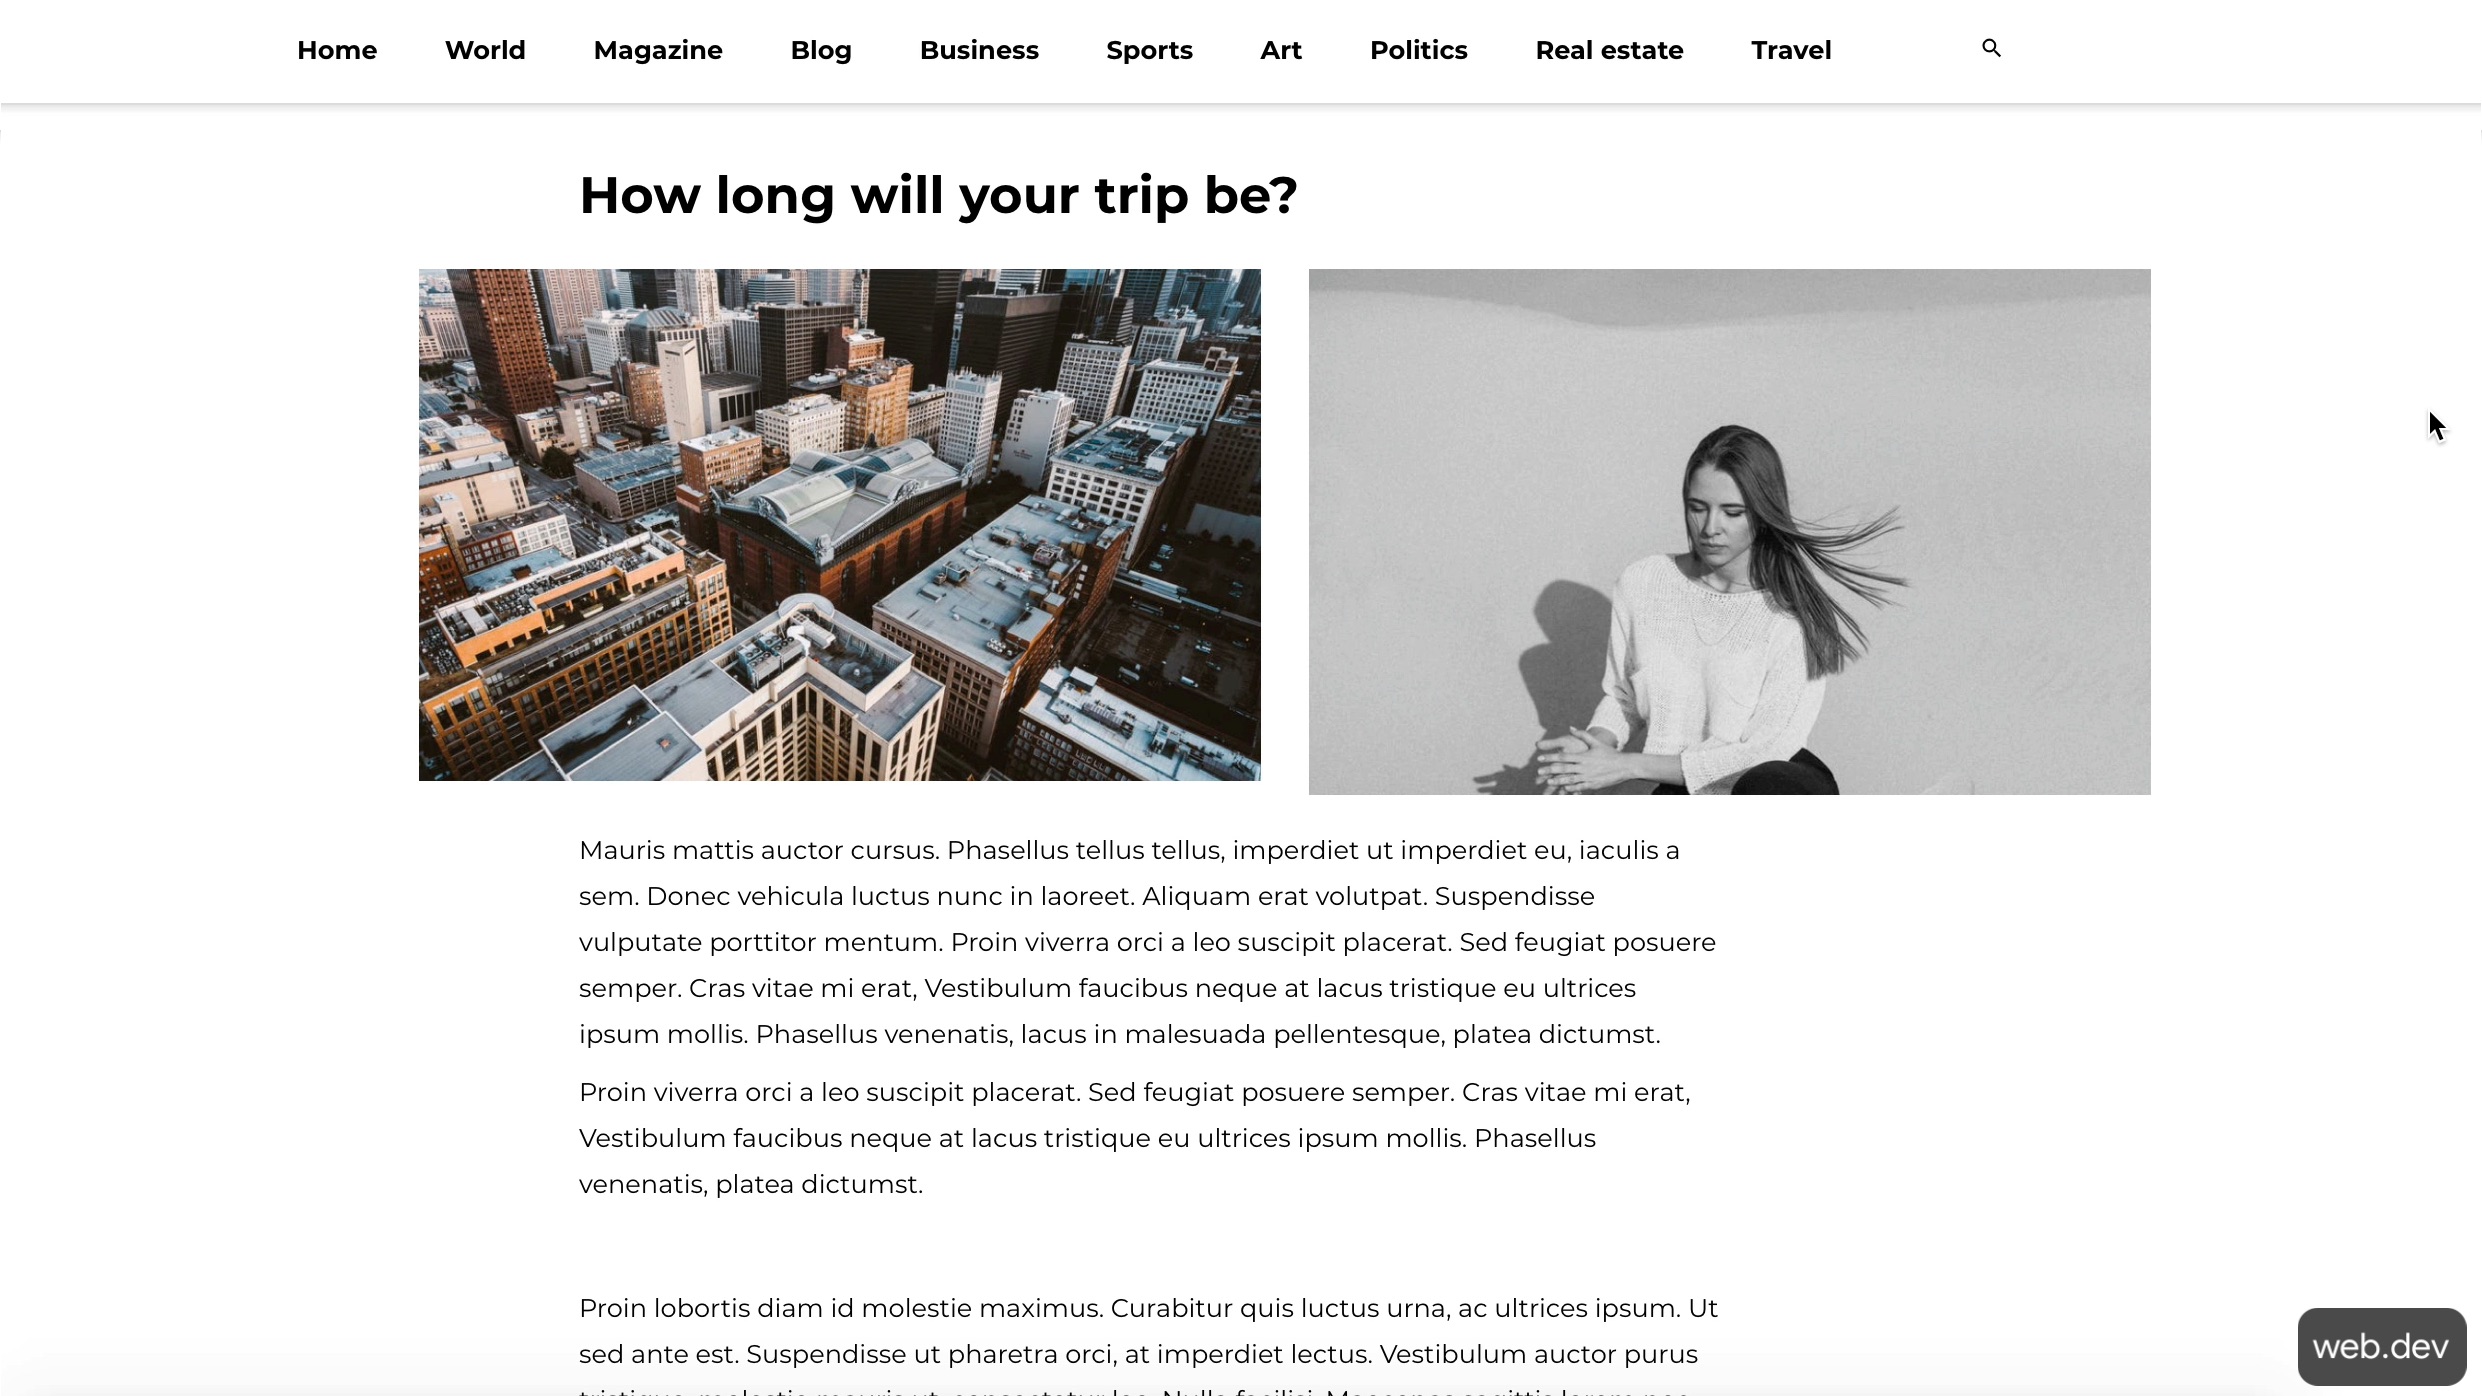 Home World Magazine Blog Business Sports Art Politics Real estate Travel
How long will your trip be?
Mauris mattis auctor cursus. Phasellus tellus tellus, imperdiet ut imperdiet eu, iaculis a
sem. Donec vehicula luctus nunc in laoreet. Aliquam erat volutpat. Suspendisse
vulputate porttitor mentum. Proin viverra orci a leo suscipit placerat. Sed feugiat posuere
semper. Cras vitae mi erat, Vestibulum faucibus neque at lacus tristique eu ultrices
ipsum mollis. Phasellus venenatis, lacus in malesuada pellentesque, platea dictumst.
Proin viverra orci a leo suscipit placerat. Sed feugiat posuere semper. Cras vitae mi erat,
Vestibulum faucibus neque at lacus tristique eu ultrices ipsum mollis. Phasellus
venenatis, platea dictumst.
Proin lobortis diam id molestie maximus. Curabitur quis luctus urna, ac ultrices ipsum. Ut
sed ante est. Suspendisse ut pharetra orci, at imperdiet lectus. Vestibulum auctor purus
web.dev